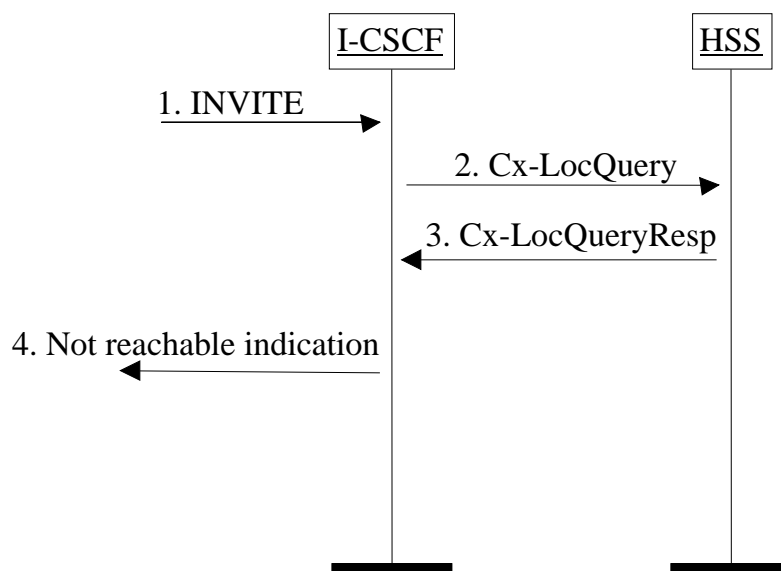 I-CSCF
HSS
1. INVITE
2. Cx-LocQuery
3. Cx-LocQueryResp
4. Not reachable indication